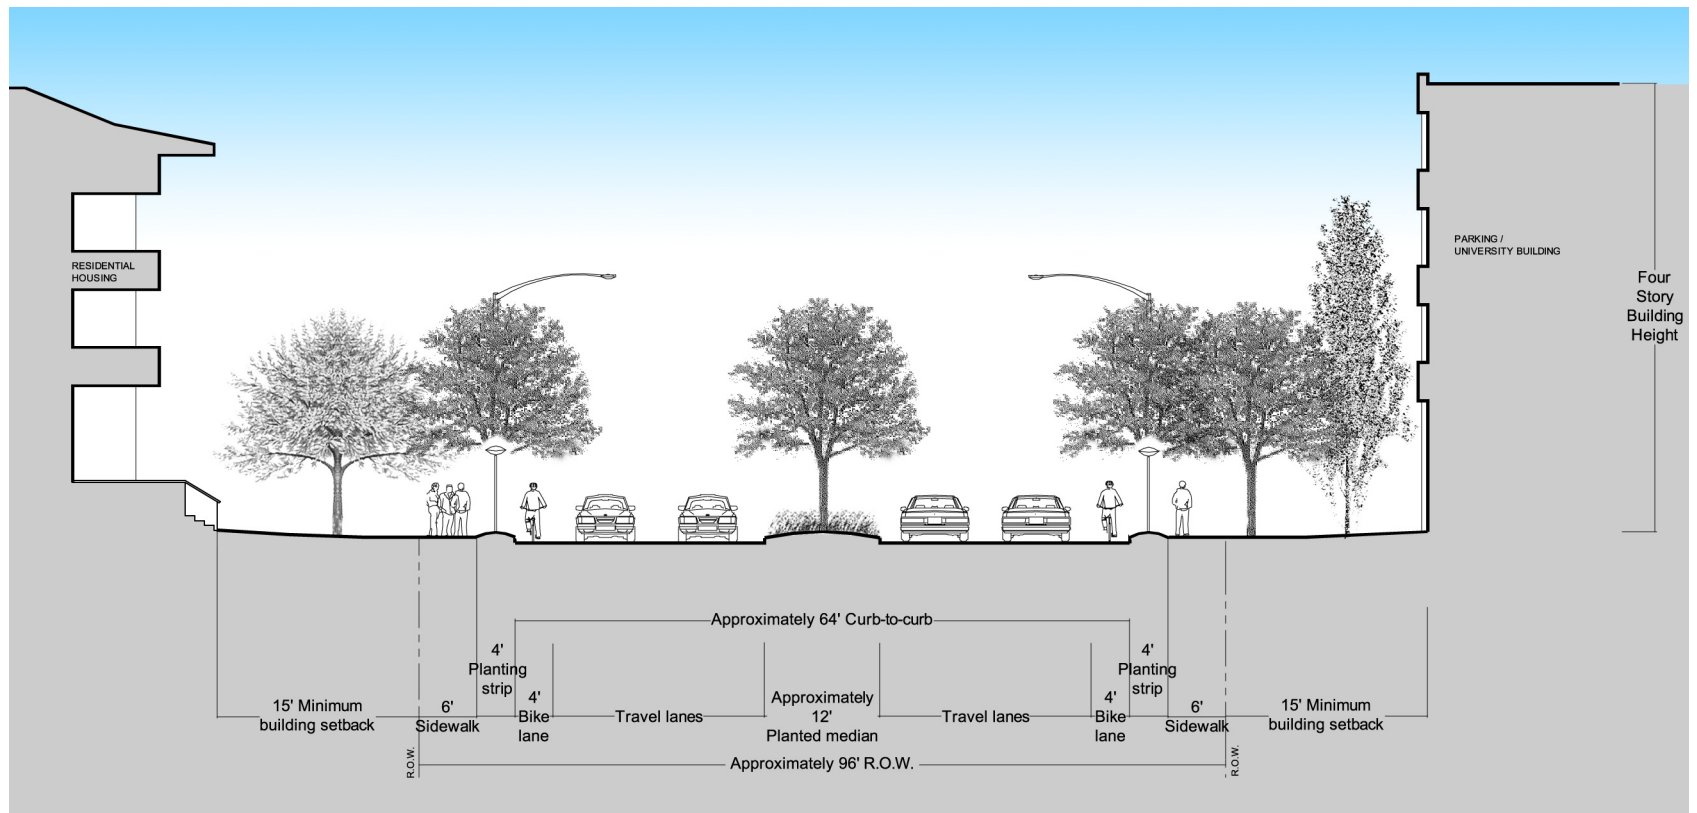 RESIDENTIAL
HOUSING
PARKING /
UNIVERSITY BUILDING
Four
Story
Building
Height
Approximately 64' Curb-to-curb
4'
Planting
strip
4'
Planting
strip
15' Minimum
building setback
6'
Sidewalk
4'
Bike
lane
Travel lanes
Approximately
12'
Planted median
Travel lanes
4'
Bike
lane
6'
Sidewalk
15' Minimum
building setback
R.O.W.
Approximately 96' R.O.W.
R.O.W.